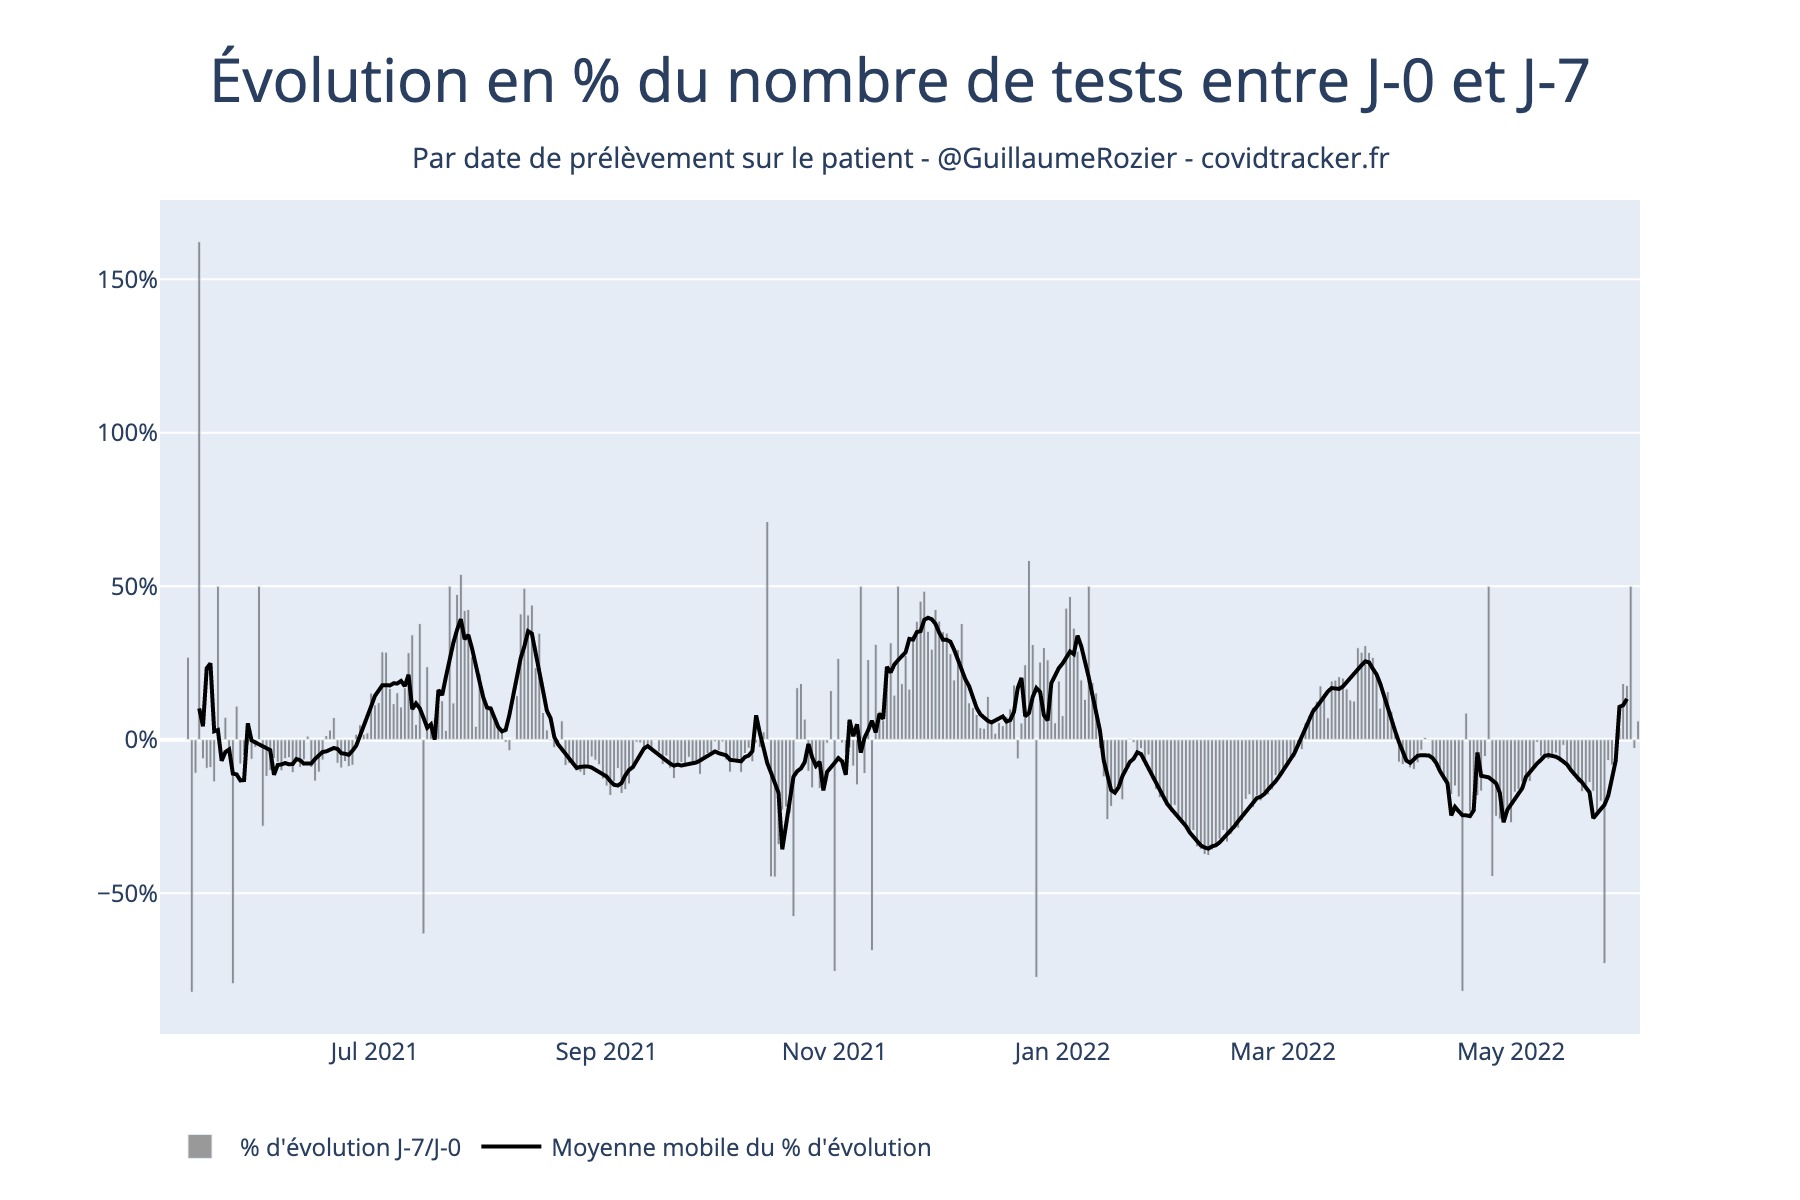 Évolution en % du nombre de tests entre J-0 et J-7
Par date de prélèvement sur le patient - @GuillaumeRozier - covidtracker.fr
150%
100%
50%
0%
−50%
Jul 2021
Sep 2021
Nov 2021
Jan 2022
Mar 2022
May 2022
% d'évolution J-7/J-0
Moyenne mobile du % d'évolution